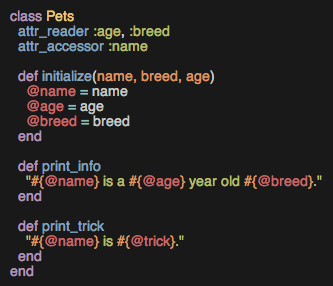 class Pets
  attr_reader :age, :breed
  attr_accessor :name

  def initialize(name, breed, age)
    @name = name
    @age = age
    @breed = breed
  end

  def print_info
    "#{@name} is a #{@age} year old #{@breed}."
  end

  def print_trick
    "#{@name} is #{@trick}."
  end
end